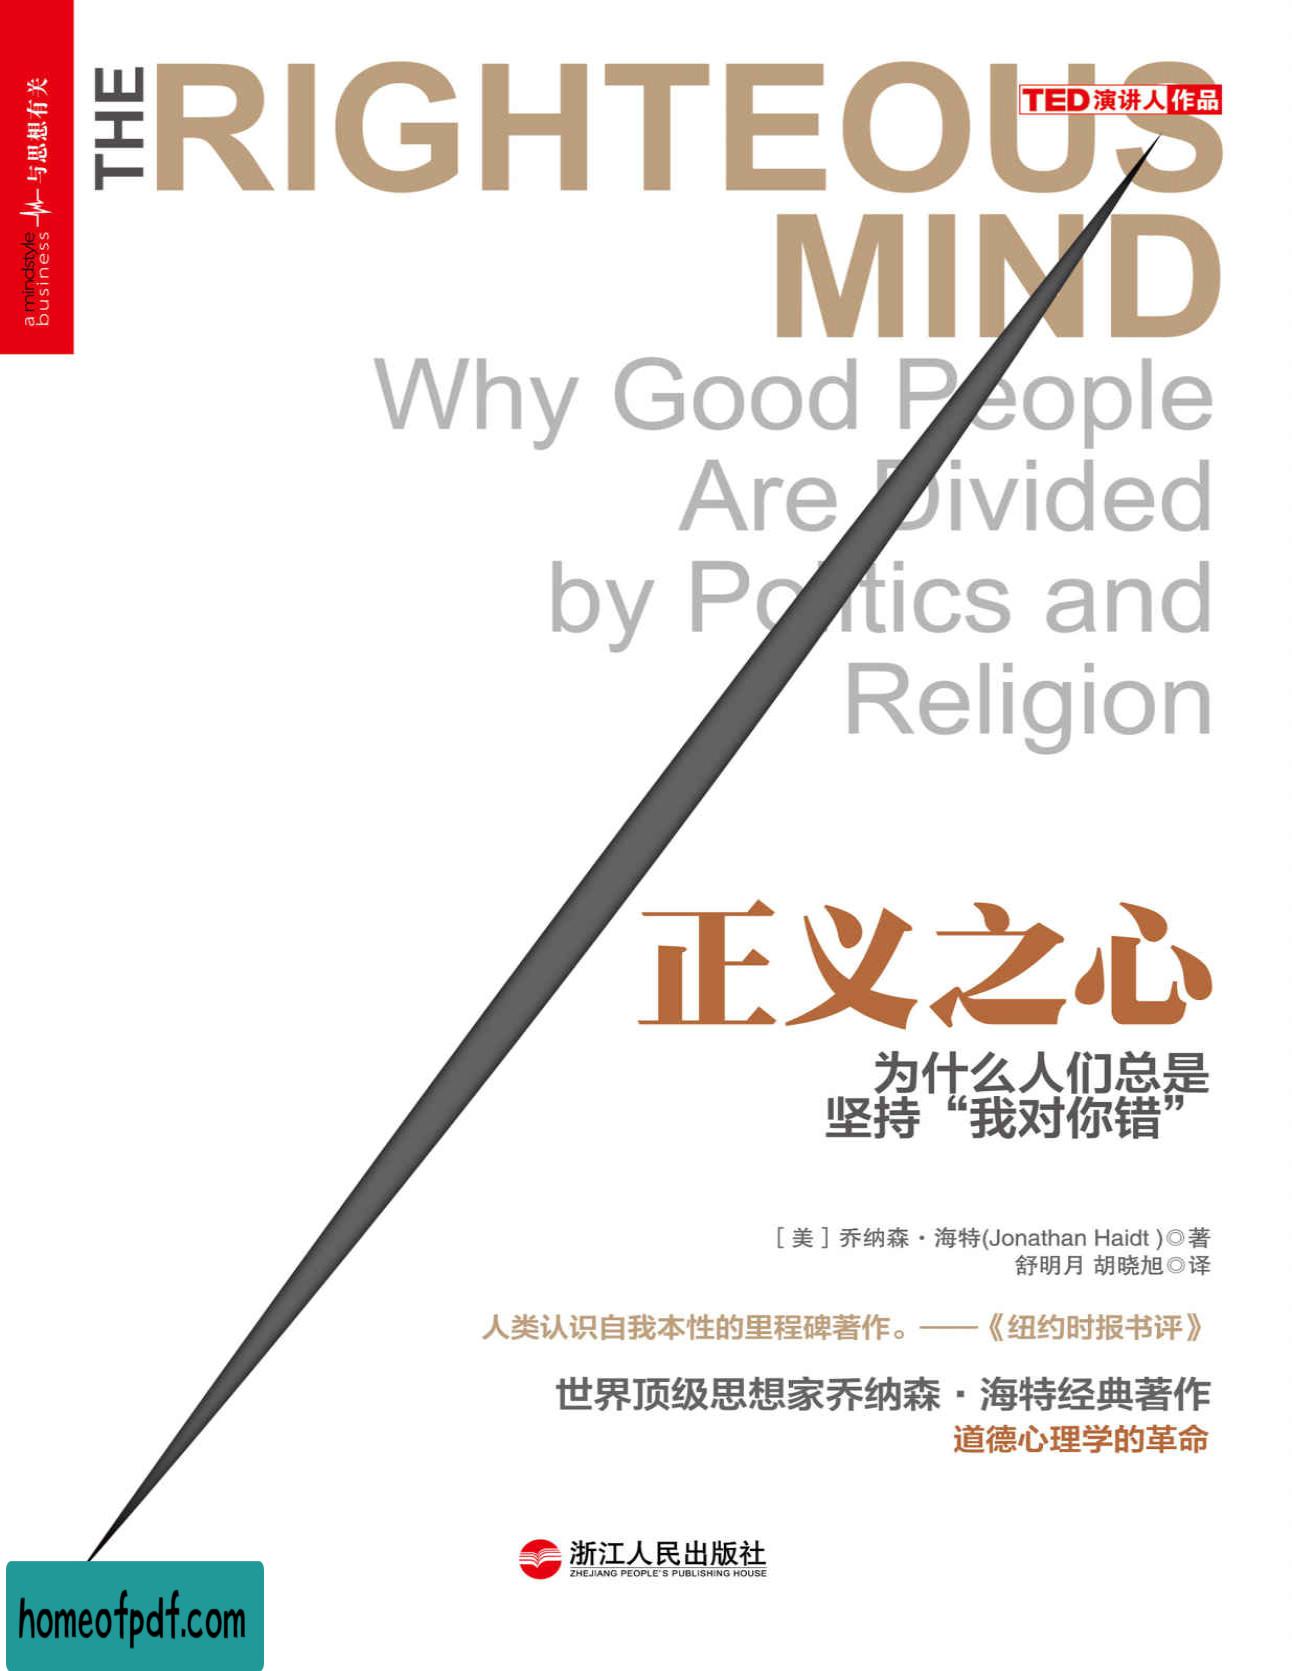 a mindstyle business 与思想有关
THE RIGHTEOUS
TED演讲人作品
MIND
Why Good People
Are Divided
by Politics and
Religion
正义之心
为什么人们总是
坚持“我对你错”
［美］乔纳森·海特(Jonathan Haidt )◎著
舒明月 胡晓旭◎译
人类认识自我本性的里程碑著作。——《纽约时报书评》
世界顶级思想家乔纳森·海特经典著作
道德心理学的革命
浙江人民出版社
ZHEJIANG PEOPLE'S PUBLISHING HOUSE
homeofpdf.com